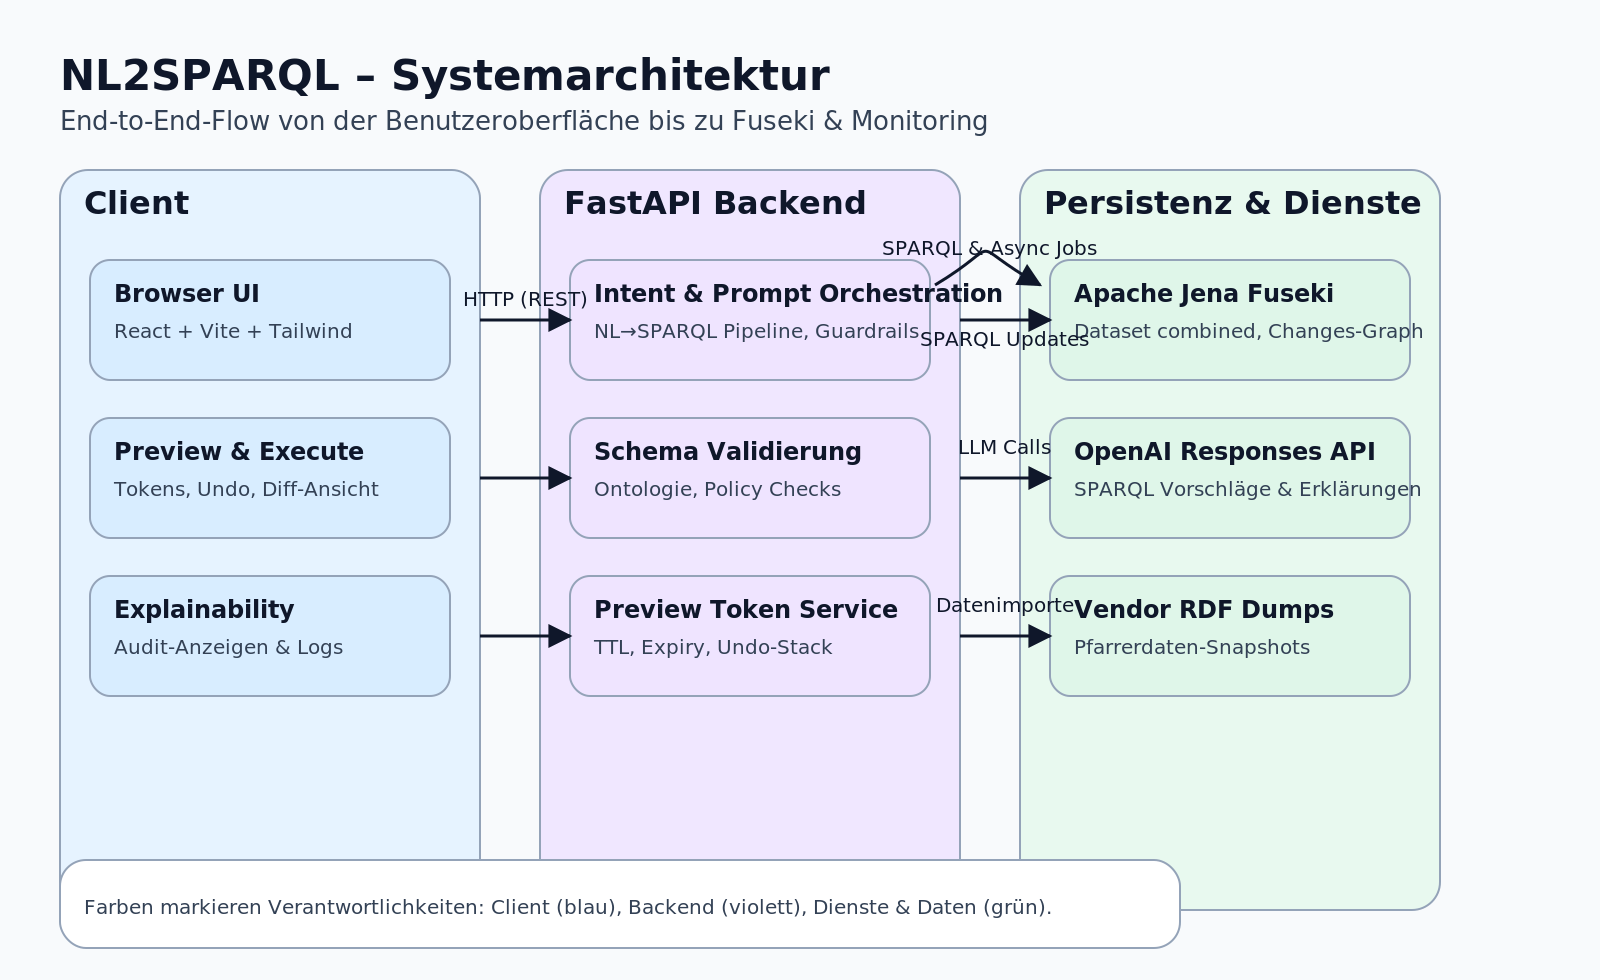 NL2SPARQL – Systemarchitektur
End-to-End-Flow von der Benutzeroberfläche bis zu Fuseki & Monitoring
Client
Browser UI
React + Vite + Tailwind
Preview & Execute
Tokens, Undo, Diff-Ansicht
Explainability
Audit-Anzeigen & Logs
HTTP (REST)
FastAPI Backend
Intent & Prompt Orchestration
NL→SPARQL Pipeline, Guardrails
Schema Validierung
Ontologie, Policy Checks
Preview Token Service
TTL, Expiry, Undo-Stack
SPARQL & Async Jobs
SPARQL Updates
LLM Calls
Datenimporte
Persistenz & Dienste
Apache Jena Fuseki
Dataset combined, Changes-Graph
OpenAI Responses API
SPARQL Vorschläge & Erklärungen
Vendor RDF Dumps
Pfarrerdaten-Snapshots
Farben markieren Verantwortlichkeiten: Client (blau), Backend (violett), Dienste & Daten (grün).